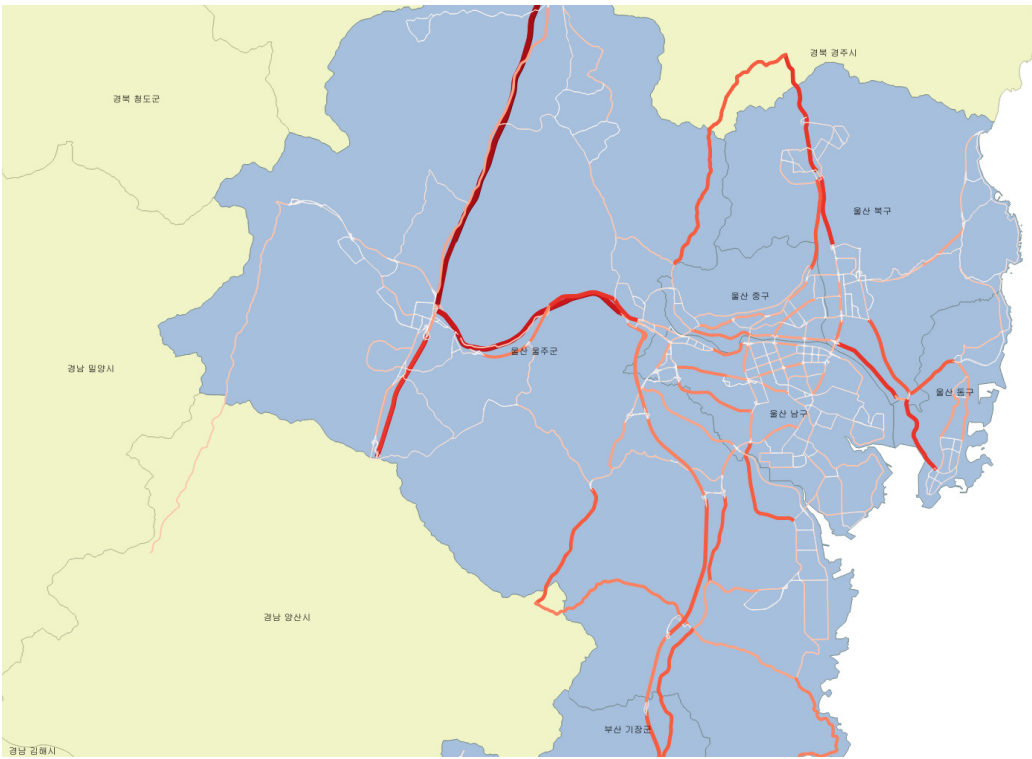 경북 경주시
경북 청도군
울산 북구
울산 중구
울산 울주군
경남 밀양시
울산 동구
울산 남구
경남 양산시
부산 기장군
경남 김해시